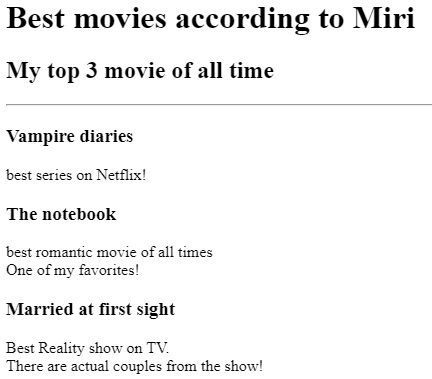 Best movies according to Miri
My top 3 movie of all time
Vampire diaries
best series on Netflix!
The notebook
best romantic movie of all times
One of my favorites!
Married at first sight
Best Reality show on TV.
There are actual couples from the show!